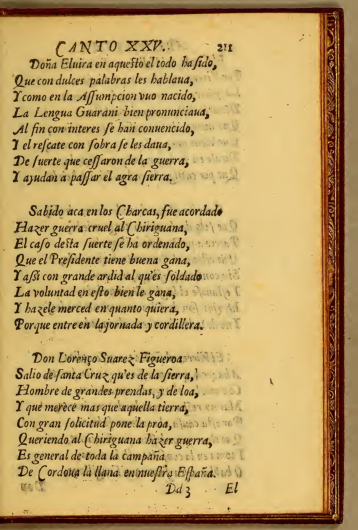 CANTO XXV. 211
Doña Eluira en aquesto el todo ha sido,
Que con dulces palabras les hablaua,
Y como en la Assumpcion vuo nacido,
La Lengua Guarani bien pronunciaua,
Al fin con interes se han conuencido,
Y el rescate con sobra se les daua,
De suerte que cessaron de la guerra,
Y ayudan a passar el agra sierra.
Sabido aca en los Charcas, fue acordado
Hazer guerra cruel al Chiriguana,
El caso desta suerte se ha ordenado,
Que el Presidente tiene buena gana,
Y assi con grande ardid al qu'es soldado
La voluntad en esto bien le gana,
Y hazele merced en quanto quiera,
Porque entre en la jornada y cordillera.
Don Lorenzo Suarez Figueroa
Salio de santa Cruz qu'es de la sierra,
Hombre de grandes prendas, y de loa,
Y que merece mas que aquella tierra,
Con gran solicitud pone la proa,
Queriendo al Chiriguana hazer guerra,
Es general de toda la campaña
De Cordoua la llana en nuestra España.
Dd 3 El